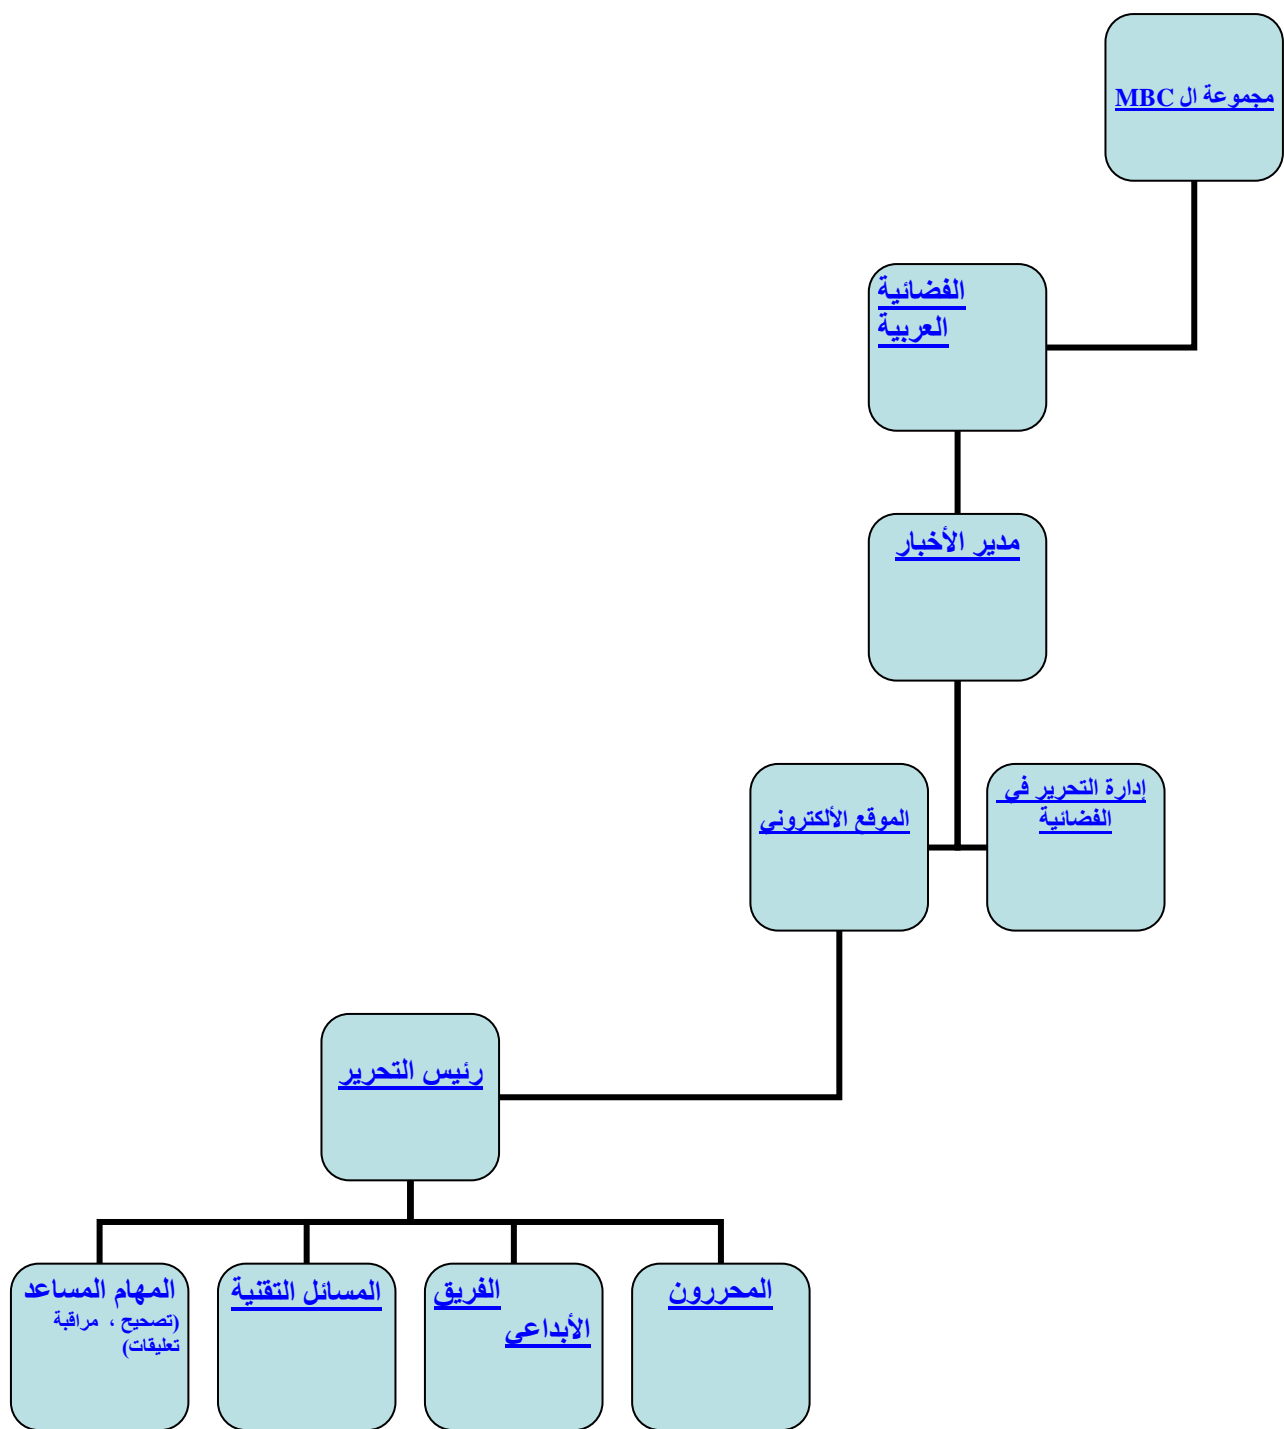 مجموعة ال MBC
الفضائية
العربية
مدير الأخبار
إدارة التحرير في
الفضائية
الموقع الألكتروني
رئيس التحرير
المحررون
الفريق
الأبداعي
المسائل التقنية
المهام المساعد
(تصحيح ، مراقبة
تعليقات)